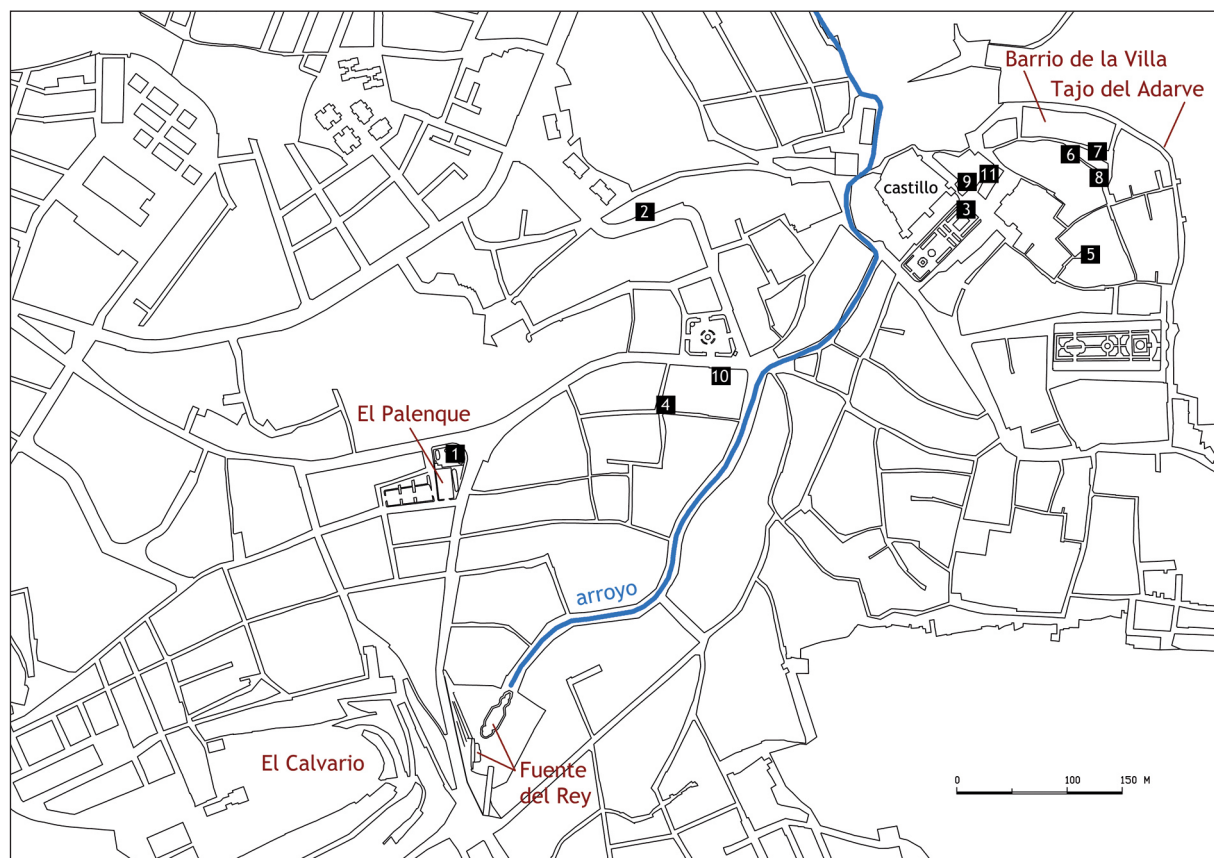 Barrio de la Villa
Tajo del Adarve
6
7
8
9
11
castillo
3
2
5
10
4
El Palenque
1
arroyo
El Calvario
Fuente
del Rey
0 100 150 M